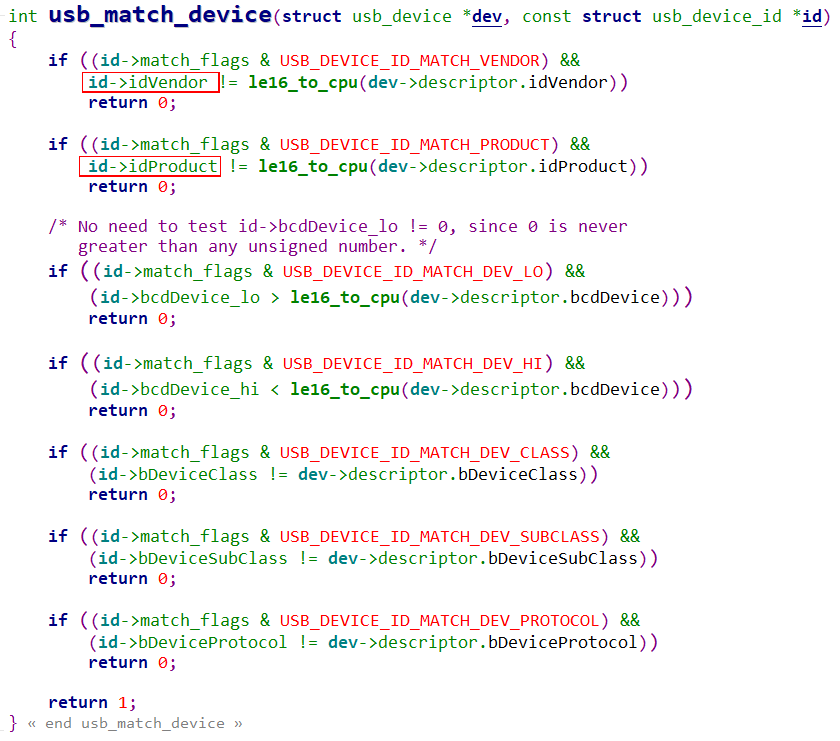 int usb_match_device(struct usb_device *dev, const struct usb_device_id *id)
{
    if ((id->match_flags & USB_DEVICE_ID_MATCH_VENDOR) &&
        id->idVendor != le16_to_cpu(dev->descriptor.idVendor))
        return 0;

    if ((id->match_flags & USB_DEVICE_ID_MATCH_PRODUCT) &&
        id->idProduct != le16_to_cpu(dev->descriptor.idProduct))
        return 0;

    /* No need to test id->bcdDevice_lo != 0, since 0 is never
       greater than any unsigned number. */
    if ((id->match_flags & USB_DEVICE_ID_MATCH_DEV_LO) &&
        (id->bcdDevice_lo > le16_to_cpu(dev->descriptor.bcdDevice)))
        return 0;

    if ((id->match_flags & USB_DEVICE_ID_MATCH_DEV_HI) &&
        (id->bcdDevice_hi < le16_to_cpu(dev->descriptor.bcdDevice)))
        return 0;

    if ((id->match_flags & USB_DEVICE_ID_MATCH_DEV_CLASS) &&
        (id->bDeviceClass != dev->descriptor.bDeviceClass))
        return 0;

    if ((id->match_flags & USB_DEVICE_ID_MATCH_DEV_SUBCLASS) &&
        (id->bDeviceSubClass != dev->descriptor.bDeviceSubClass))
        return 0;

    if ((id->match_flags & USB_DEVICE_ID_MATCH_DEV_PROTOCOL) &&
        (id->bDeviceProtocol != dev->descriptor.bDeviceProtocol))
        return 0;

    return 1;
} « end usb_match_device »